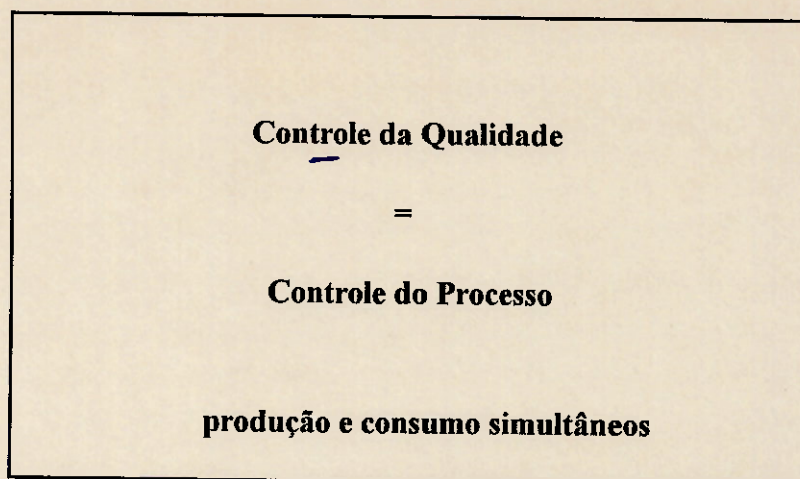 Controle da Qualidade
=
Controle do Processo
produção e consumo simultâneos